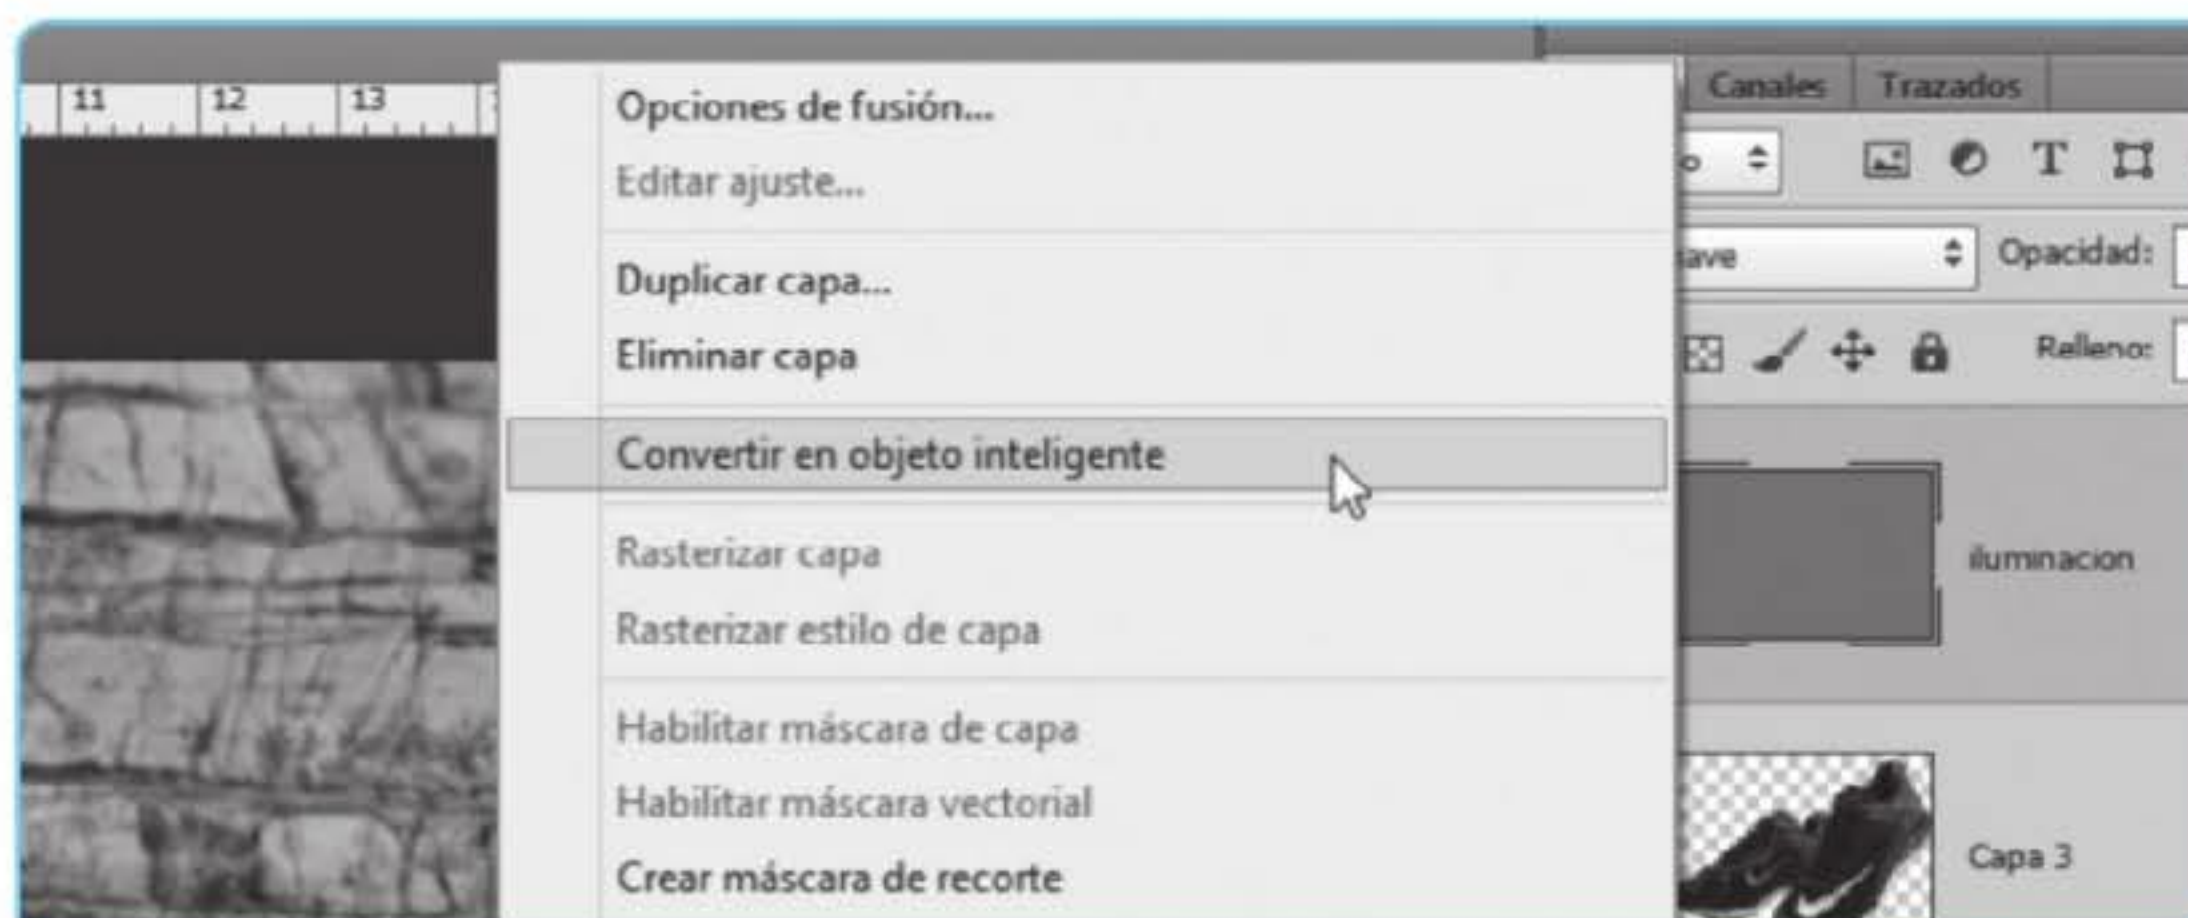 11 12 13
Canales Trazados
Opciones de fusión...
Editar ajuste...
Duplicar capa...
Opacidad:
Eliminar capa
Relleno:
Convertir en objeto inteligente
Rasterizar capa
iluminacion
Rasterizar estilo de capa
Habilitar máscara de capa
Habilitar máscara vectorial
Capa 3
Crear máscara de recorte